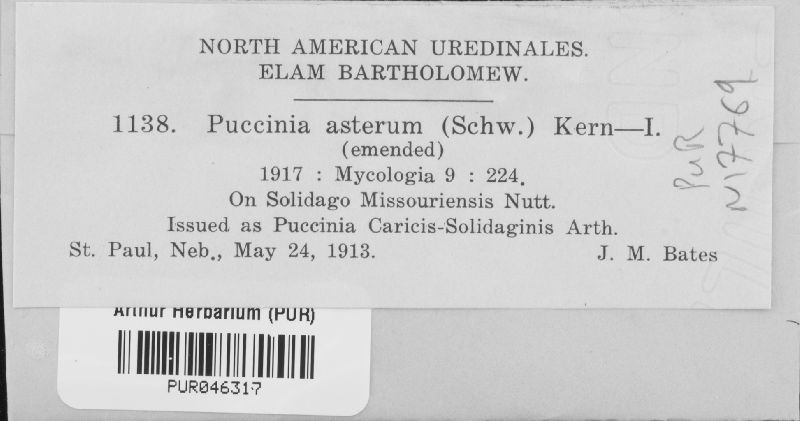 NORTH AMERICAN UREDINALES.
ELAM BARTHOLOMEW.
1138. Puccinia asterum (Schw.) Kern—I.
(emended)
1917 : Mycologia 9 : 224.
On Solidago Missouriensis Nutt.
Issued as Puccinia Caricis-Solidaginis Arth.
St. Paul, Neb., May 24, 1913. J. M. Bates
PUR
N17769
Arthur Herbarium (PUR)
PUR046317